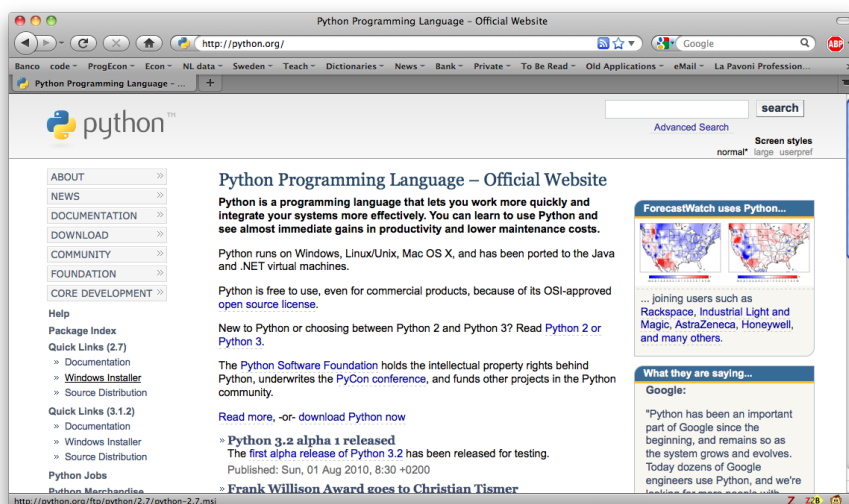 Python Programming Language – Official Website
http://python.org/
Google
ABP
Banco code ProgEcon Econ NL data Sweden Teach Dictionaries News Bank Private To Be Read Old Applications eMail La Pavoni Profession...
Python Programming Language – ...
+
python™
search
Advanced Search
Screen styles
normal* large userpref
ABOUT »
NEWS »
DOCUMENTATION »
DOWNLOAD »
COMMUNITY »
FOUNDATION »
CORE DEVELOPMENT »
Help
Package Index
Quick Links (2.7)
» Documentation
» Windows Installer
» Source Distribution
Quick Links (3.1.2)
» Documentation
» Windows Installer
» Source Distribution
Python Jobs
Python Merchandise
Python Programming Language – Official Website
Python is a programming language that lets you work more quickly and
integrate your systems more effectively. You can learn to use Python and
see almost immediate gains in productivity and lower maintenance costs.
Python runs on Windows, Linux/Unix, Mac OS X, and has been ported to the Java
and .NET virtual machines.
Python is free to use, even for commercial products, because of its OSI-approved
open source license.
New to Python or choosing between Python 2 and Python 3? Read Python 2 or
Python 3.
The Python Software Foundation holds the intellectual property rights behind
Python, underwrites the PyCon conference, and funds other projects in the Python
community.
Read more, -or- download Python now
» Python 3.2 alpha 1 released
The first alpha release of Python 3.2 has been released for testing.
Published: Sun, 01 Aug 2010, 8:30 +0200
» Frank Willison Award goes to Christian Tismer
ForecastWatch uses Python...
... joining users such as
Rackspace, Industrial Light and
Magic, AstraZeneca, Honeywell,
and many others.
What they are saying...
Google:
"Python has been an important
part of Google since the
beginning, and remains so as
the system grows and evolves.
Today dozens of Google
engineers use Python, and we're
looking for more people with
http://python.org/ftp/python/2.7/python-2.7.msi